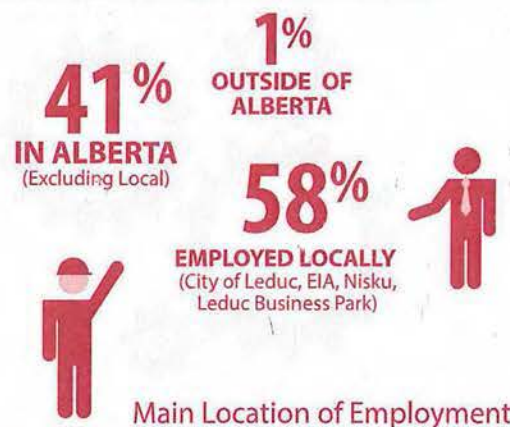 1%
OUTSIDE OF
ALBERTA
41%
IN ALBERTA
(Excluding Local)
58%
EMPLOYED LOCALLY
(City of Leduc, EIA, Nisku,
Leduc Business Park)
Main Location of Employment